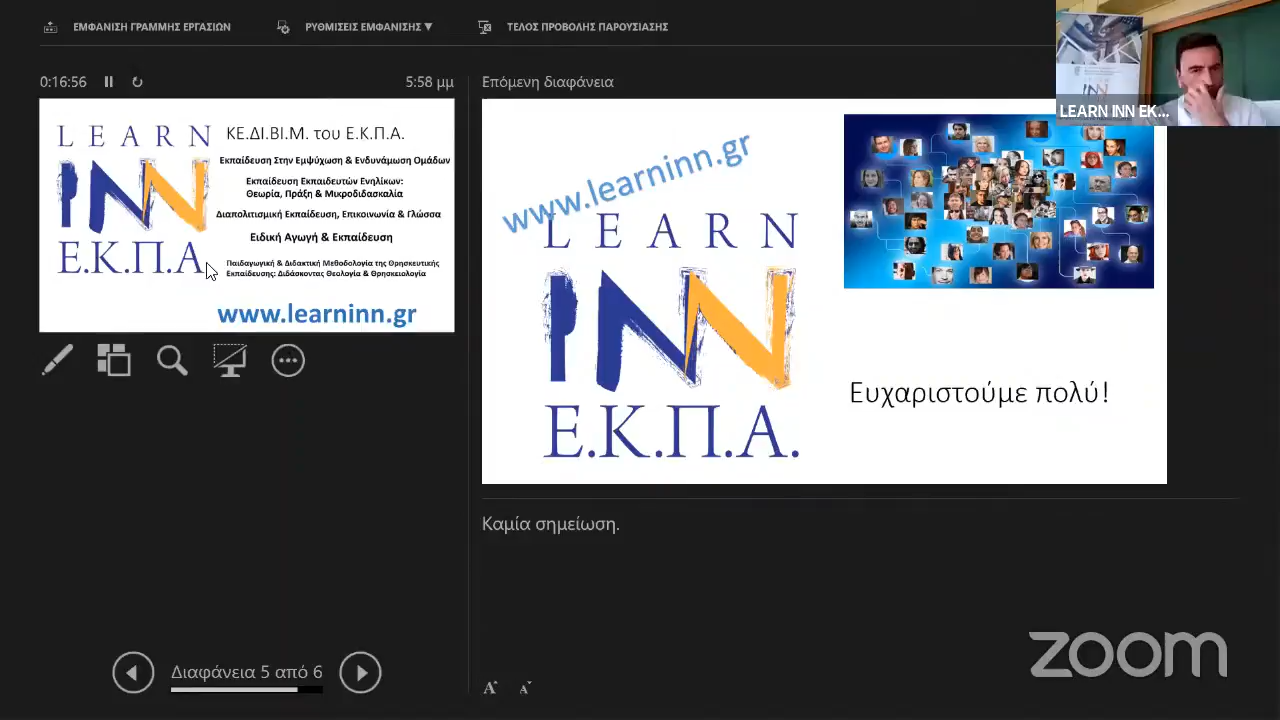 ΕΜΦΑΝΙΣΗ ΓΡΑΜΜΗΣ ΕΡΓΑΣΙΩΝ
ΡΥΘΜΙΣΕΙΣ ΕΜΦΑΝΙΣΗΣ ▼
ΤΕΛΟΣ ΠΡΟΒΟΛΗΣ ΠΑΡΟΥΣΙΑΣΗΣ
LEARN INN EK...
0:16:56
5:58 μμ
LEARN
INN
Ε.Κ.Π.Α.
ΚΕ.ΔΙ.ΒΙ.Μ. του Ε.Κ.Π.Α.
Εκπαίδευση Στην Εμψύχωση & Ενδυνάμωση Ομάδων
Εκπαίδευση Εκπαιδευτών Ενηλίκων:
Θεωρία, Πράξη & Μικροδιδασκαλία
Διαπολιτισμική Εκπαίδευση, Επικοινωνία & Γλώσσα
Ειδική Αγωγή & Εκπαίδευση
Παιδαγωγική & Διδακτική Μεθοδολογία της Θρησκευτικής
Εκπαίδευσης: Διδάσκοντας Θεολογία & Θρησκειολογία
www.learninn.gr
Επόμενη διαφάνεια
www.learninn.gr
LEARN
INN
Ε.Κ.Π.Α.
Ευχαριστούμε πολύ!
Καμία σημείωση.
Διαφάνεια 5 από 6
A A
zoom